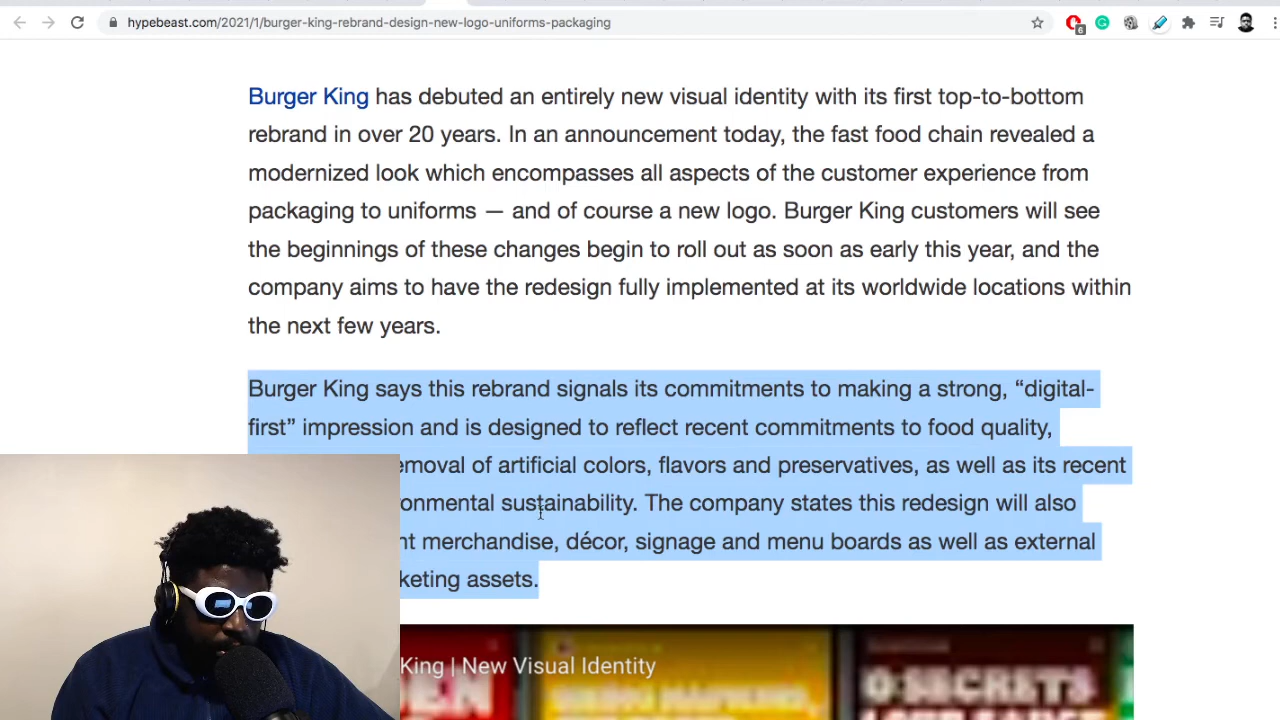 hypebeast.com/2021/1/burger-king-rebrand-design-new-logo-uniforms-packaging
6
Burger King has debuted an entirely new visual identity with its first top-to-bottom
rebrand in over 20 years. In an announcement today, the fast food chain revealed a
modernized look which encompasses all aspects of the customer experience from
packaging to uniforms — and of course a new logo. Burger King customers will see
the beginnings of these changes begin to roll out as soon as early this year, and the
company aims to have the redesign fully implemented at its worldwide locations within
the next few years.
Burger King says this rebrand signals its commitments to making a strong, “digital-
first” impression and is designed to reflect recent commitments to food quality,
emoval of artificial colors, flavors and preservatives, as well as its recent
onmental sustainability. The company states this redesign will also
nt merchandise, décor, signage and menu boards as well as external
keting assets.
King | New Visual Identity
0 SECRETS